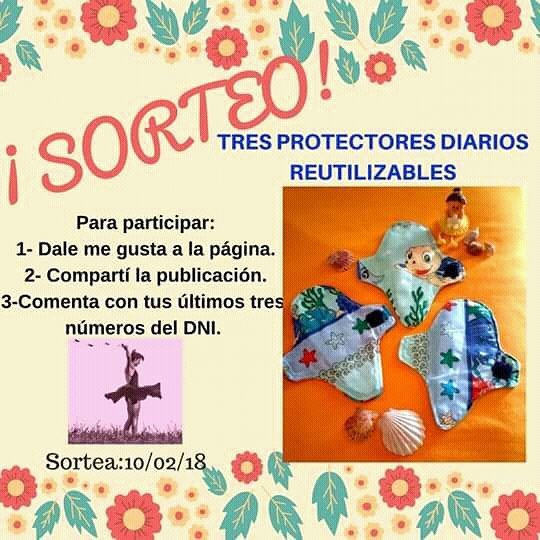 ¡SORTEO!
TRES PROTECTORES DIARIOS
REUTILIZABLES
Para participar:
1- Dale me gusta a la página.
2- Compartí la publicación.
3-Comenta con tus últimos tres
números del DNI.
Sortea:10/02/18